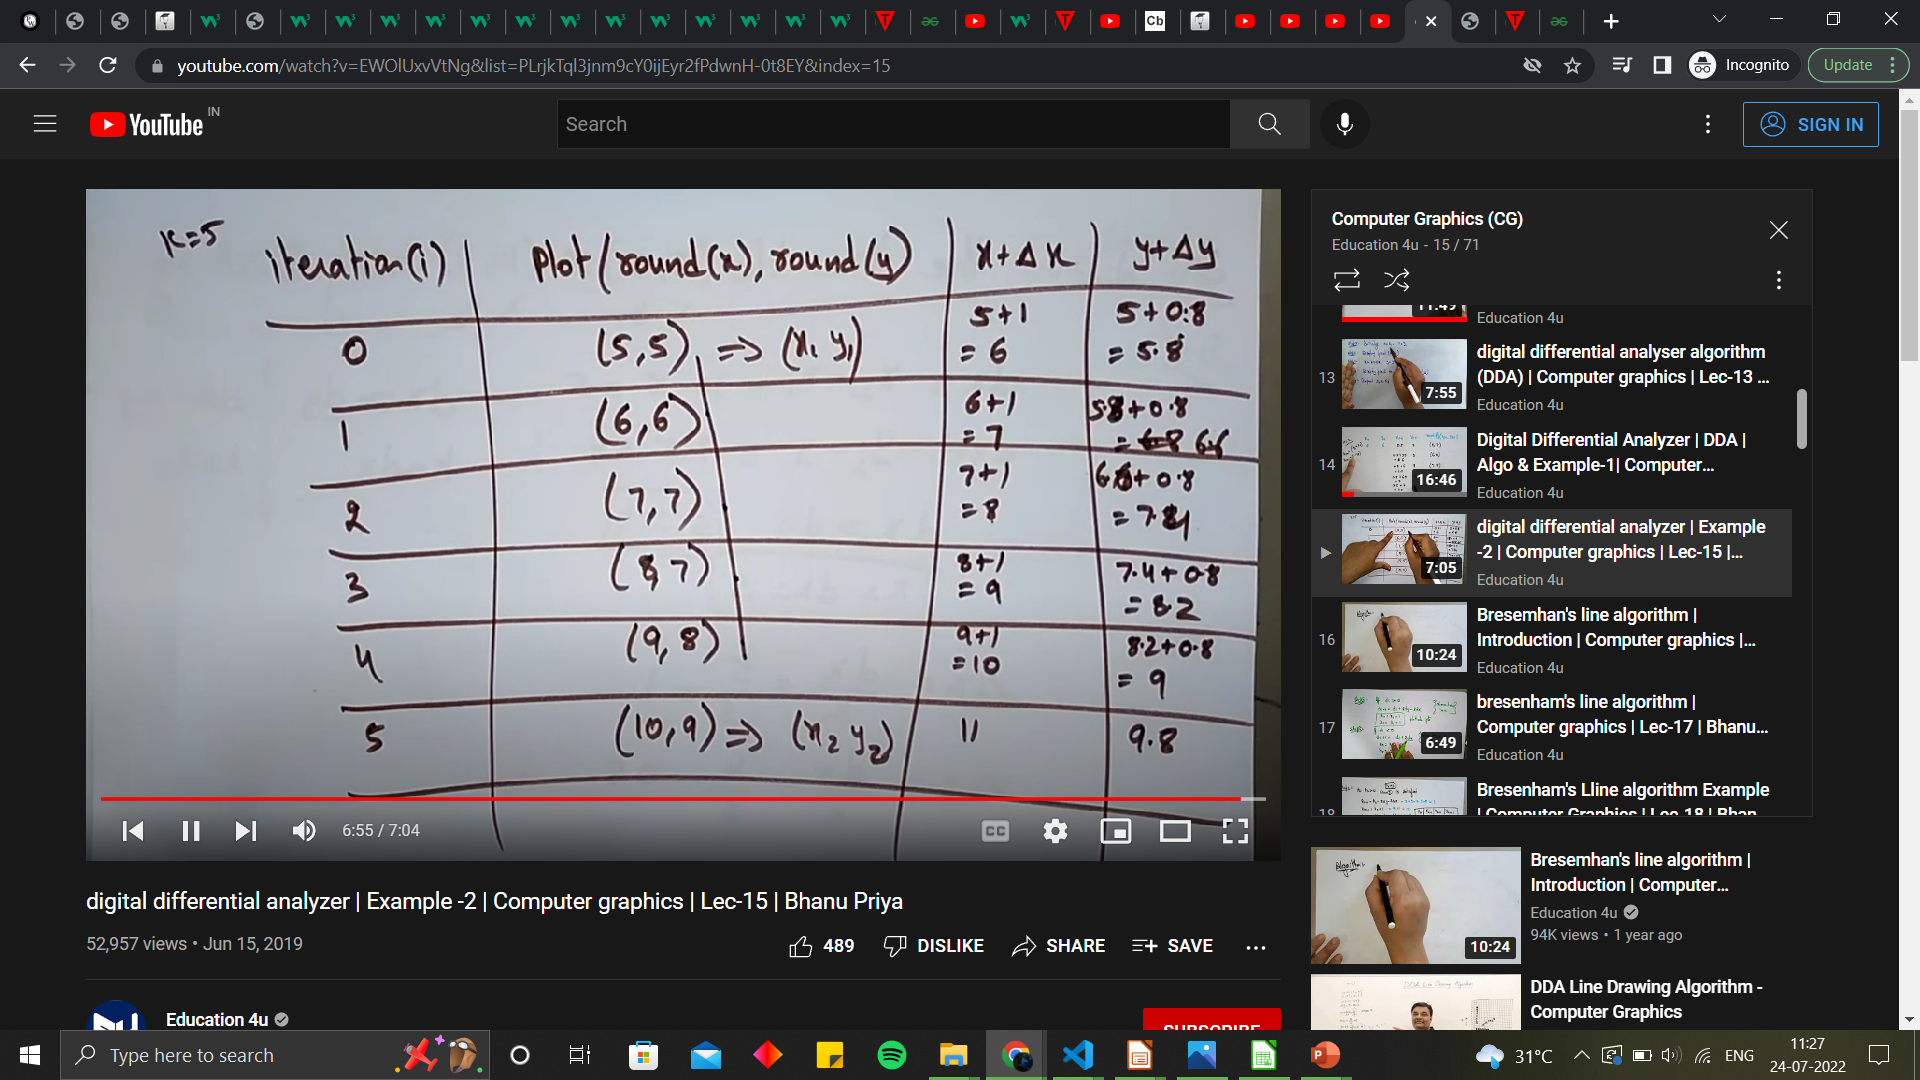 Cb
youtube.com/watch?v=EWOlUxvVtNg&list=PLrjkTql3jnm9cY0ijEyr2fPdwnH-0t8EY&index=15
Incognito
Update
YouTube IN
Search
SIGN IN
K=5
iteration(i) Plot(round(x), round(y) x+Δx y+Δy
0 (5,5) => (x1 y1) 5+1 = 6 5+0.8 = 5.8
1 (6,6) 6+1 = 7 5.8+0.8 = 6.6
2 (7,7) 7+1 = 8 6.6+0.8 = 7.4
3 (8,7) 8+1 = 9 7.4+0.8 = 8.2
4 (9,8) 9+1 = 10 8.2+0.8 = 9
5 (10,9) => (x2 y2) 11 9.8
6:55 / 7:04
CC
digital differential analyzer | Example -2 | Computer graphics | Lec-15 | Bhanu Priya
52,957 views • Jun 15, 2019
489 DISLIKE SHARE SAVE
Education 4u
SUBSCRIBE
Computer Graphics (CG)
Education 4u - 15 / 71
11:49
Education 4u
13
7:55
digital differential analyser algorithm
(DDA) | Computer graphics | Lec-13 ...
Education 4u
14
16:46
Digital Differential Analyzer | DDA |
Algo & Example-1| Computer...
Education 4u
7:05
digital differential analyzer | Example
-2 | Computer graphics | Lec-15 |...
Education 4u
16
10:24
Bresemhan's line algorithm |
Introduction | Computer graphics |...
Education 4u
17
6:49
bresenham's line algorithm |
Computer graphics | Lec-17 | Bhanu...
Education 4u
18
Bresenham's Lline algorithm Example
| Computer Graphics | Lec-18 | Bhan
10:24
Bresemhan's line algorithm |
Introduction | Computer...
Education 4u
94K views • 1 year ago
DDA Line Drawing Algorithm -
Computer Graphics
Type here to search
31°C
ENG
11:27
24-07-2022